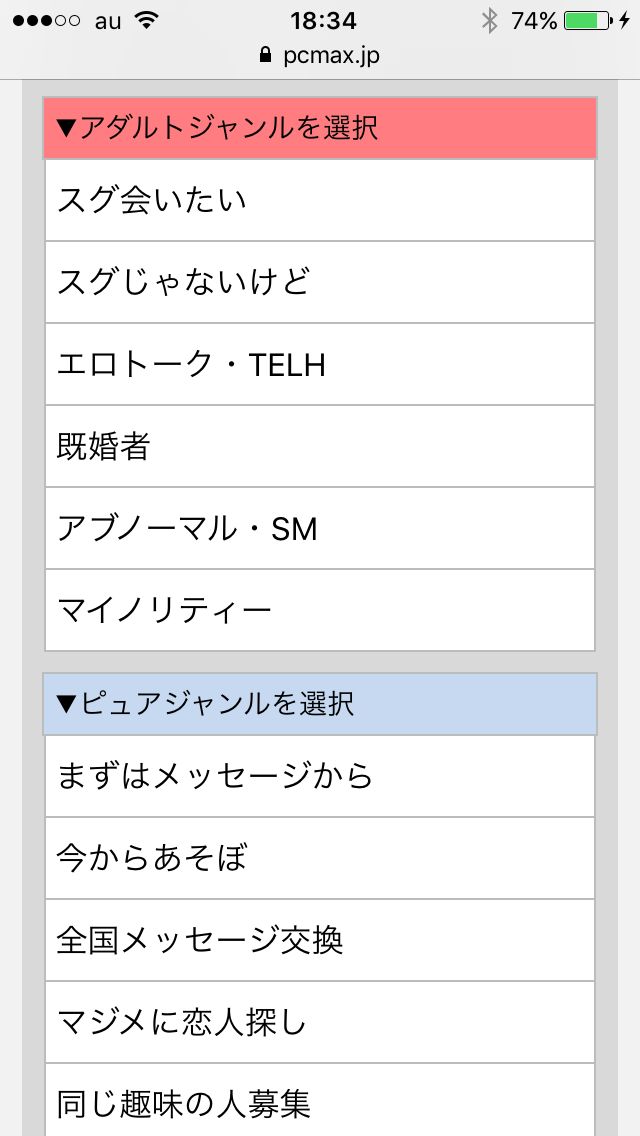 au 18:34 74%
pcmax.jp
▼アダルトジャンルを選択
スグ会いたい
スグじゃないけど
エロトーク・TELH
既婚者
アブノーマル・SM
マイノリティー
▼ピュアジャンルを選択
まずはメッセージから
今からあそぼ
全国メッセージ交換
マジメに恋人探し
同じ趣味の人募集